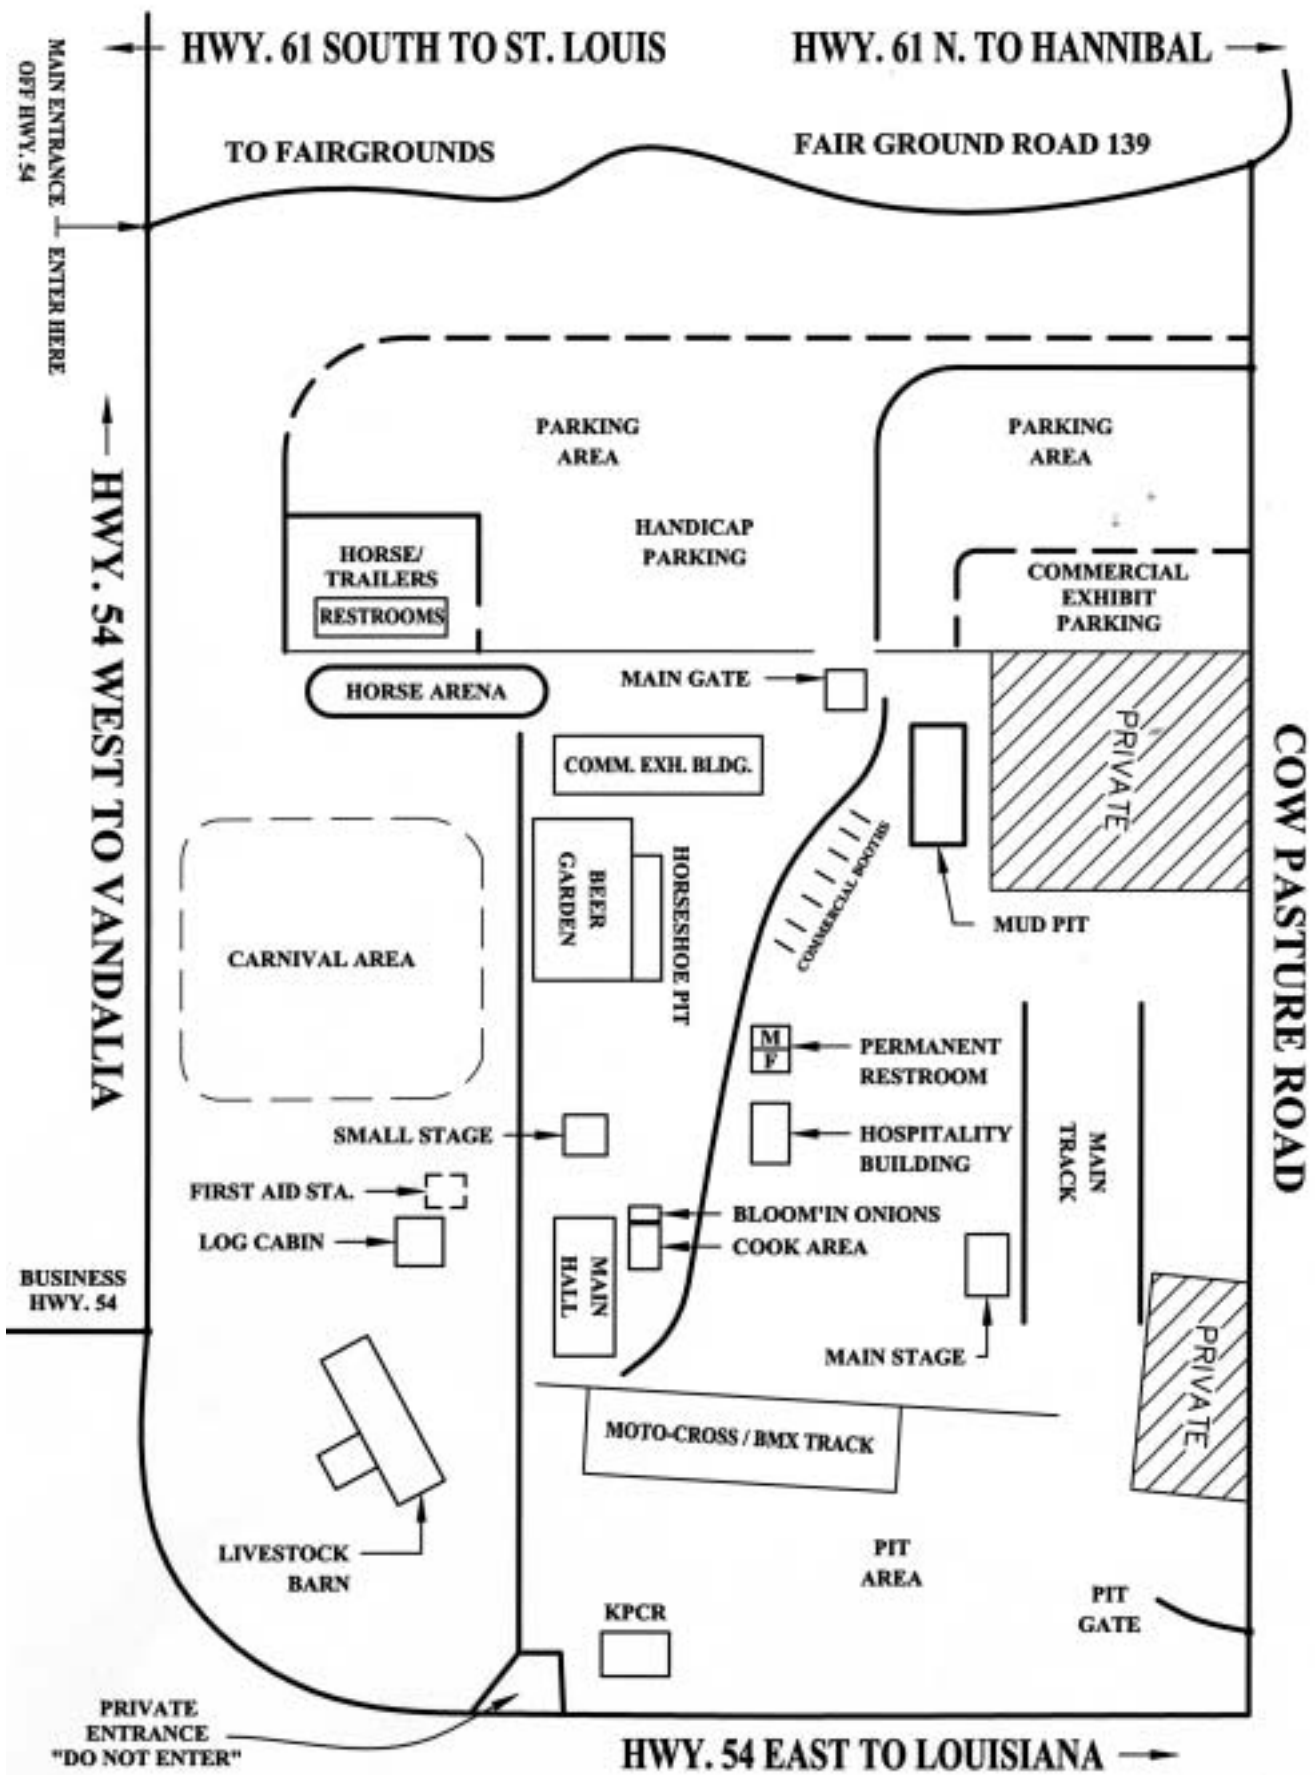 HWY. 61 SOUTH TO ST. LOUIS
HWY. 61 N. TO HANNIBAL
MAIN ENTRANCE — ENTER HERE
OFF HWY. 54
TO FAIRGROUNDS
FAIR GROUND ROAD 139
HWY. 54 WEST TO VANDALIA
PARKING
AREA
PARKING
AREA
HANDICAP
PARKING
HORSE/
TRAILERS
RESTROOMS
COMMERCIAL
EXHIBIT
PARKING
HORSE ARENA
MAIN GATE
PRIVATE
COW PASTURE ROAD
COMM. EXH. BLDG.
BEER
GARDEN
HORSESHOE PIT
COMMERCIAL BOOTHS
MUD PIT
CARNIVAL AREA
M
F
PERMANENT
RESTROOM
SMALL STAGE
HOSPITALITY
BUILDING
MAIN
TRACK
FIRST AID STA.
LOG CABIN
BLOOM'IN ONIONS
COOK AREA
MAIN
HALL
BUSINESS
HWY. 54
MAIN STAGE
PRIVATE
MOTO-CROSS / BMX TRACK
LIVESTOCK
BARN
PIT
AREA
PIT
GATE
KPCR
PRIVATE
ENTRANCE
"DO NOT ENTER"
HWY. 54 EAST TO LOUISIANA